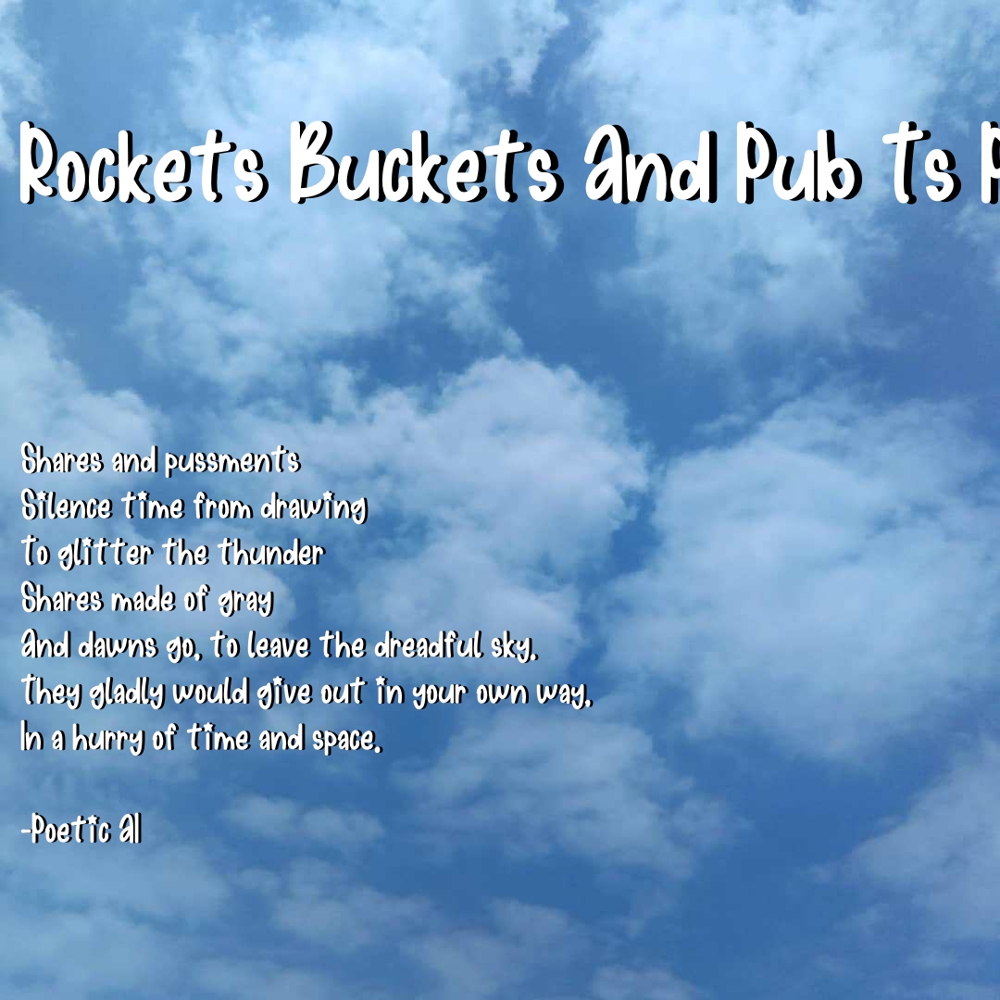 Rockets Buckets And Pub Ts
Shares and pussments
Silence time from drawing
To glitter the thunder
Shares made of gray
And dawns go, to leave the dreadful sky,
They gladly would give out in your own way,
In a hurry of time and space.
-Poetic AI